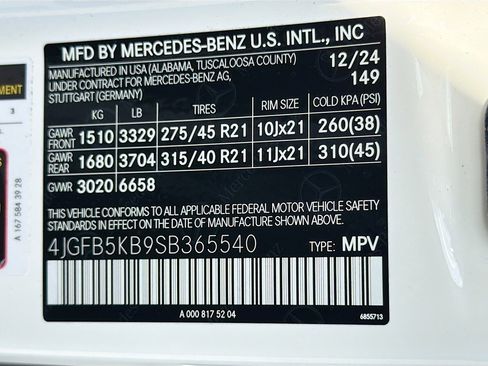 MFD BY MERCEDES-BENZ U.S. INTL., INC
MANUFACTURED IN USA (ALABAMA, TUSCALOOSA COUNTY) 12/24
UNDER CONTRACT FOR MERCEDES-BENZ AG, 149
STUTTGART (GERMANY)
KG LB TIRES RIM SIZE COLD KPA (PSI)
GAWR FRONT 1510 3329 275/45 R21 10Jx21 260(38)
GAWR REAR 1680 3704 315/40 R21 11Jx21 310(45)
GVWR 3020 6658
THIS VEHICLE CONFORMS TO ALL APPLICABLE FEDERAL MOTOR VEHICLE SAFETY
STANDARDS IN EFFECT ON THE DATE OF MANUFACTURE SHOWN ABOVE.
4JGFB5KB9SB365540 TYPE: MPV
A 000 817 52 04
6855713
A 167 584 39 28
3